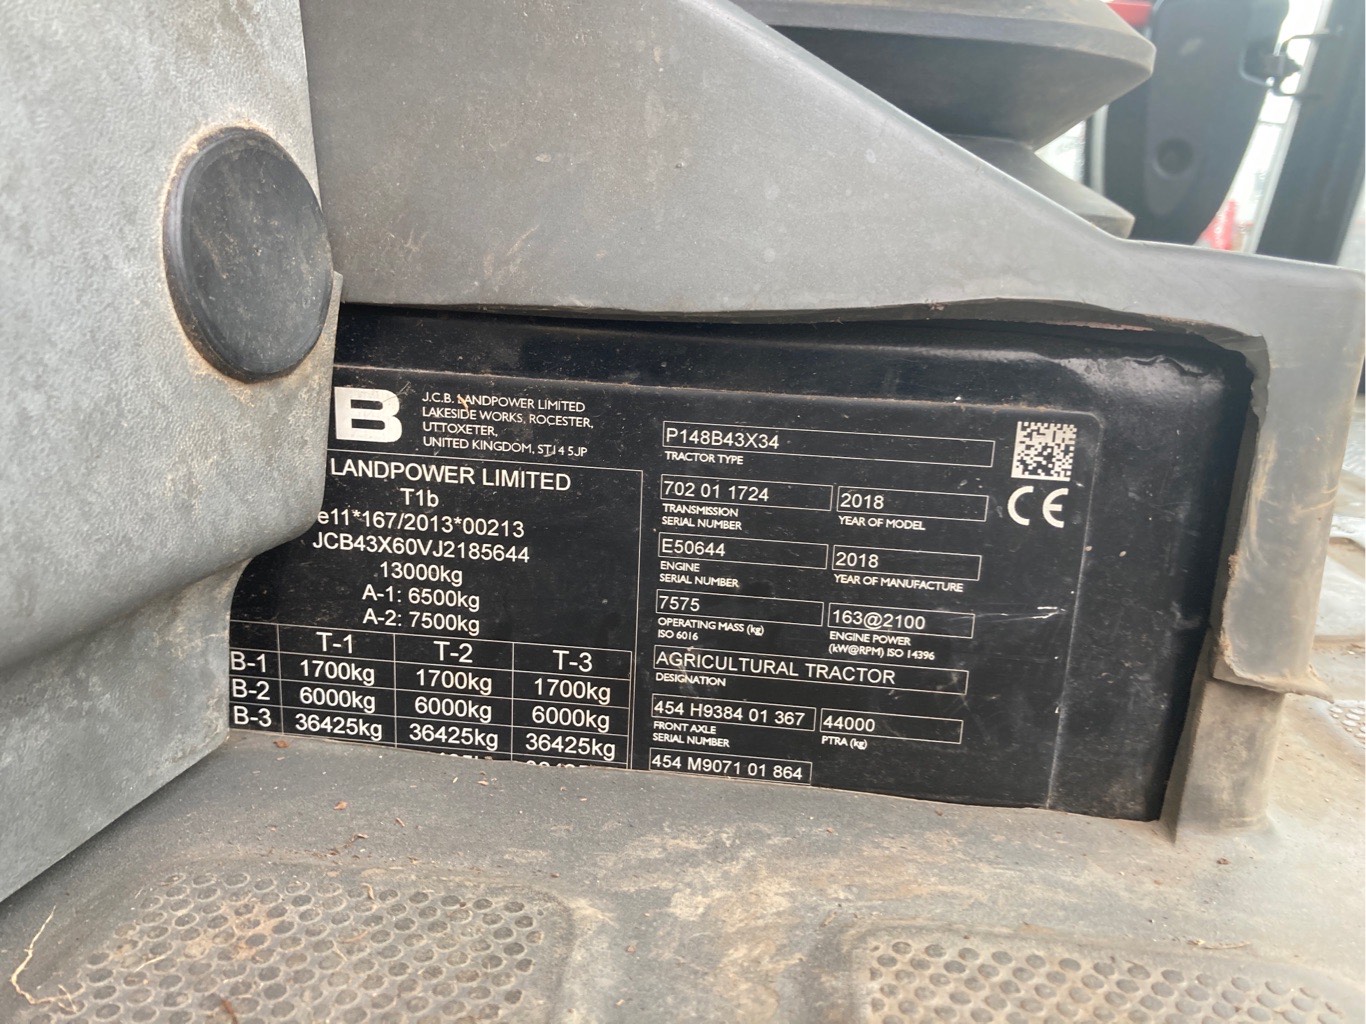 B
J.C.B. LANDPOWER LIMITED
LAKESIDE WORKS, ROCESTER,
UTTOXETER,
UNITED KINGDOM, ST14 5JP
LANDPOWER LIMITED
T1b
e11*167/2013*00213
JCB43X60VJ2185644
13000kg
A-1: 6500kg
A-2: 7500kg
T-1 T-2 T-3
B-1 1700kg 1700kg 1700kg
B-2 6000kg 6000kg 6000kg
B-3 36425kg 36425kg 36425kg
P148B43X34
TRACTOR TYPE
702 01 1724 2018
TRANSMISSION SERIAL NUMBER YEAR OF MODEL
E50644 2018
ENGINE SERIAL NUMBER YEAR OF MANUFACTURE
7575 163@2100
OPERATING MASS (kg) ENGINE POWER
ISO 6016 (kW@RPM) ISO 14396
AGRICULTURAL TRACTOR
DESIGNATION
454 H9384 01 367 44000
FRONT AXLE SERIAL NUMBER PTRA (kg)
454 M9071 01 864
CE